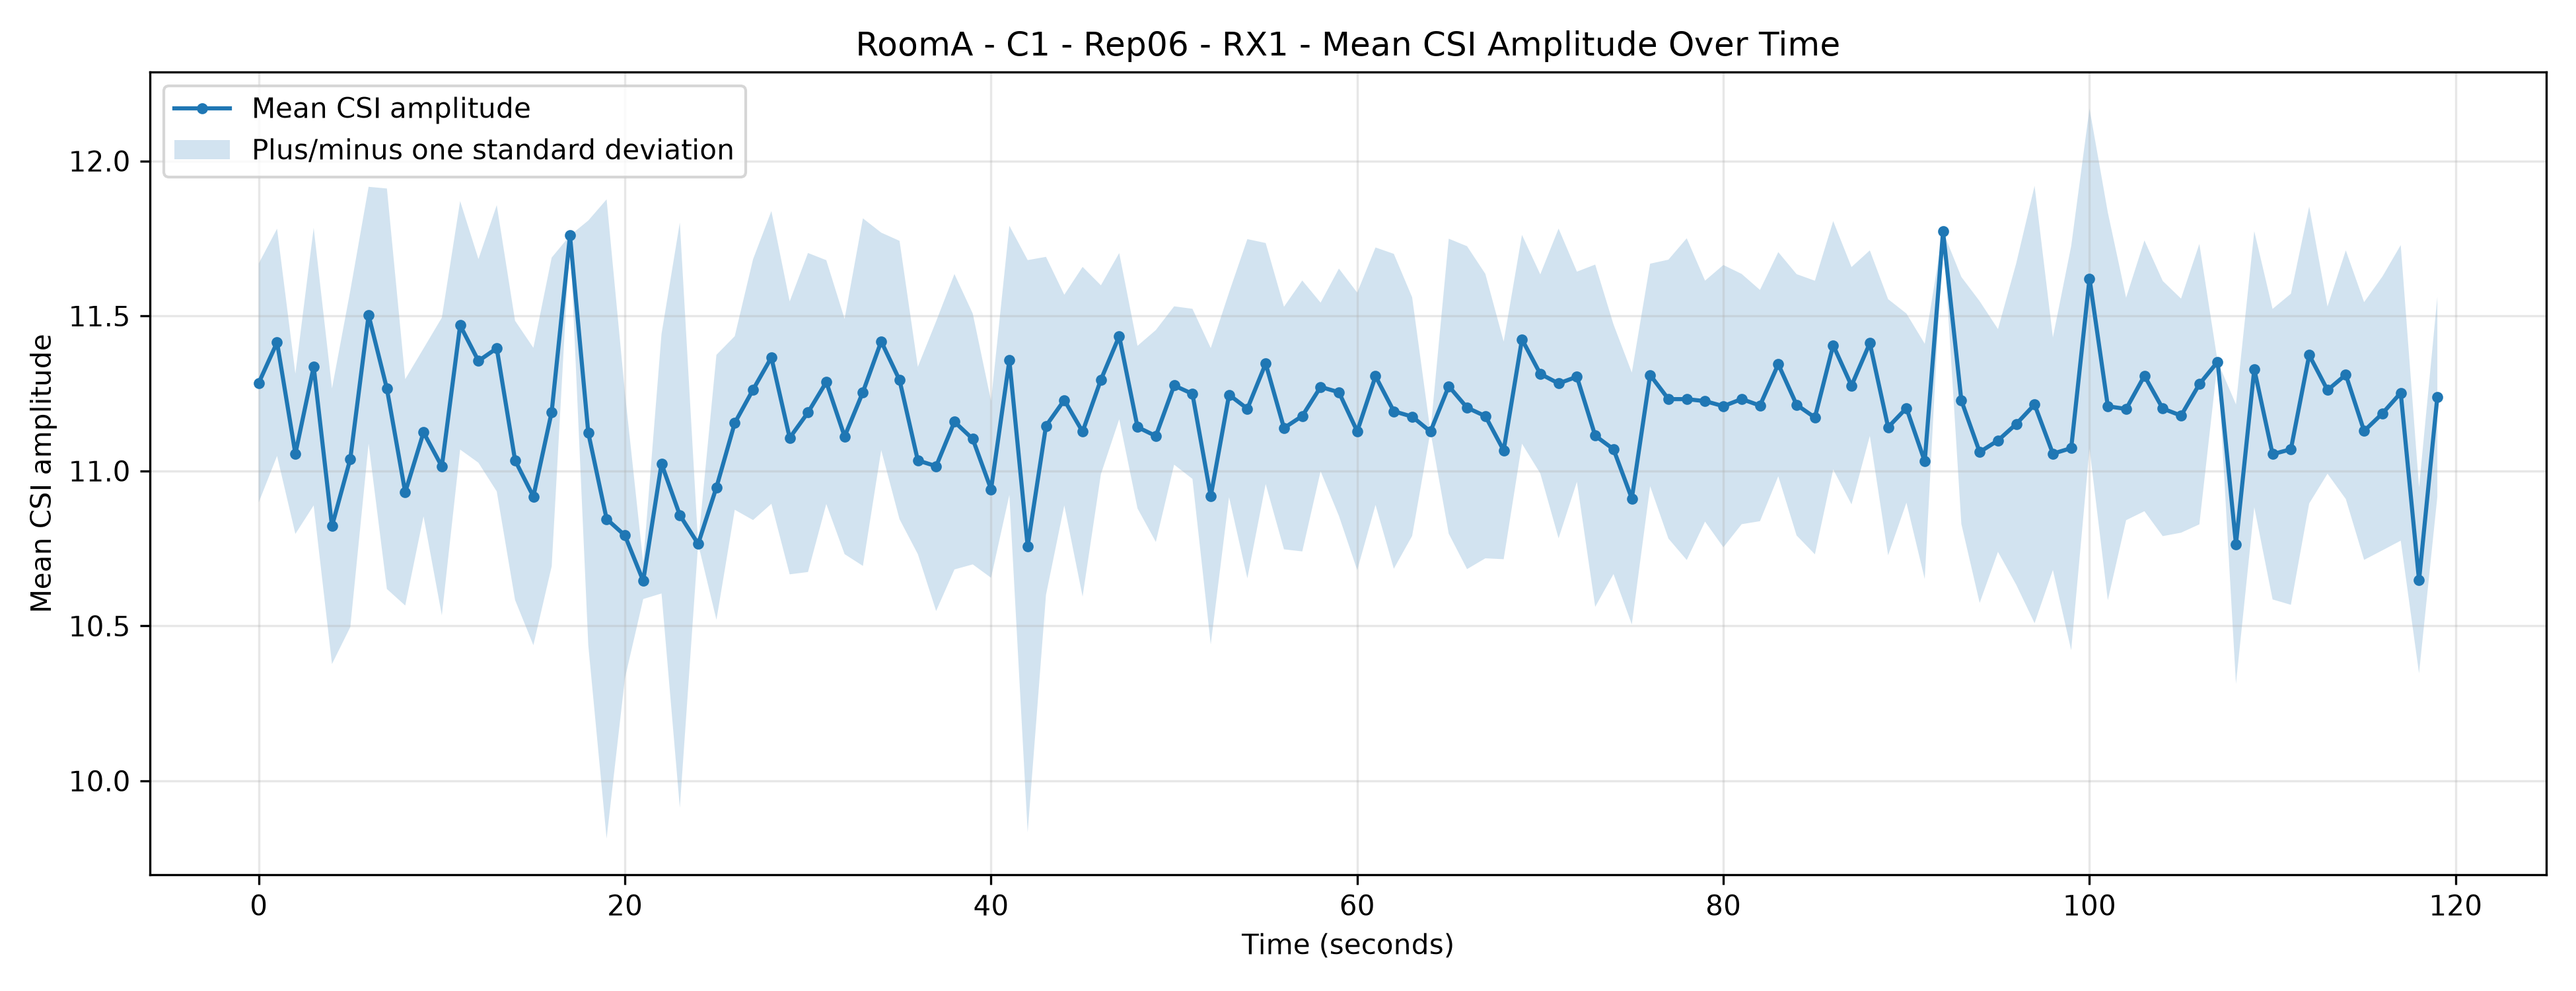 RoomA - C1 - Rep06 - RX1 - Mean CSI Amplitude Over Time
Mean CSI amplitude
Plus/minus one standard deviation
12.0
11.5
11.0
10.5
10.0
Mean CSI amplitude
0
20
40
60
80
100
120
Time (seconds)